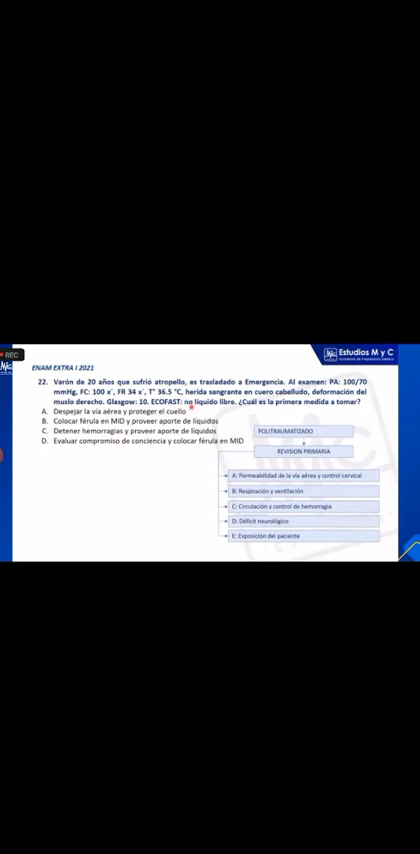 REC
Estudios M y C
ENAM EXTRA I 2021
22. Varón de 20 años que sufrió atropello, es trasladado a Emergencia. Al examen: PA: 100/70
mmHg, FC: 100 x´, FR 34 x´, T° 36.5 °C, herida sangrante en cuero cabelludo, deformación del
muslo derecho. Glasgow: 10. ECOFAST: no líquido libre. ¿Cuál es la primera medida a tomar?
A. Despejar la vía aérea y proteger el cuello
B. Colocar férula en MID y proveer aporte de líquidos
C. Detener hemorragias y proveer aporte de líquidos
D. Evaluar compromiso de conciencia y colocar férula en MID
POLITRAUMATIZADO
REVISION PRIMARIA
A: Permeabilidad de la vía aérea y control cervical
B: Respiración y ventilación
C: Circulación y control de hemorragia
D: Déficit neurológico
E: Exposición del paciente